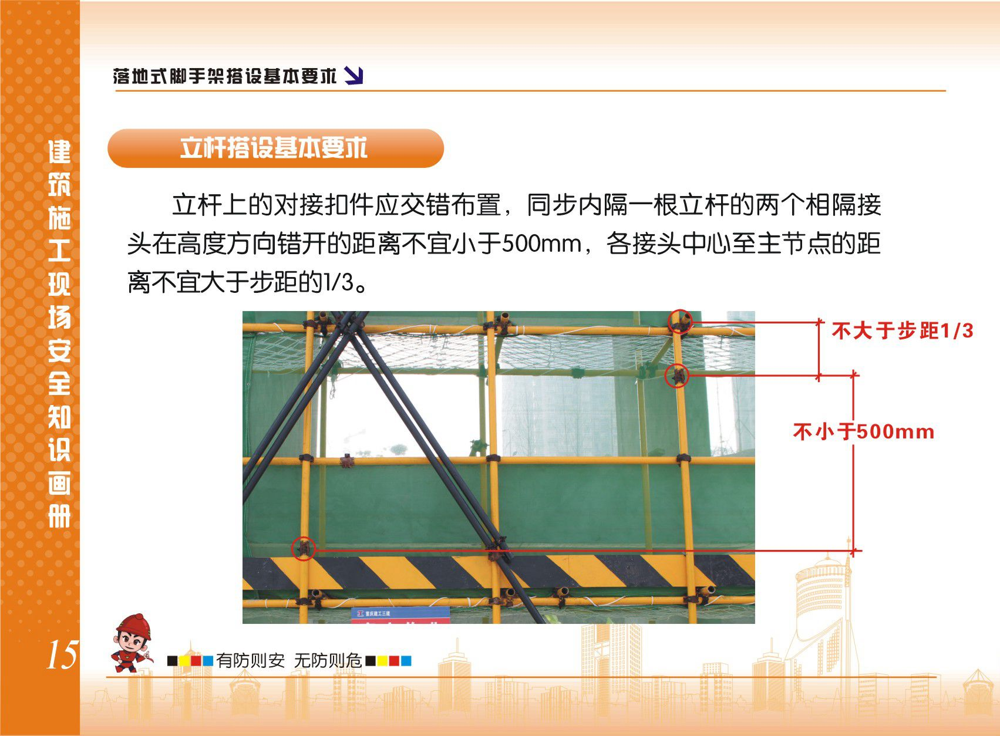 落地式脚手架搭设基本要求
立杆搭设基本要求
立杆上的对接扣件应交错布置，同步内隔一根立杆的两个相隔接
头在高度方向错开的距离不宜小于500mm，各接头中心至主节点的距
离不宜大于步距的1/3。
不大于步距1/3
不小于500mm
重庆建工三建
建筑施工现场安全知识画册
15
有防则安 无防则危